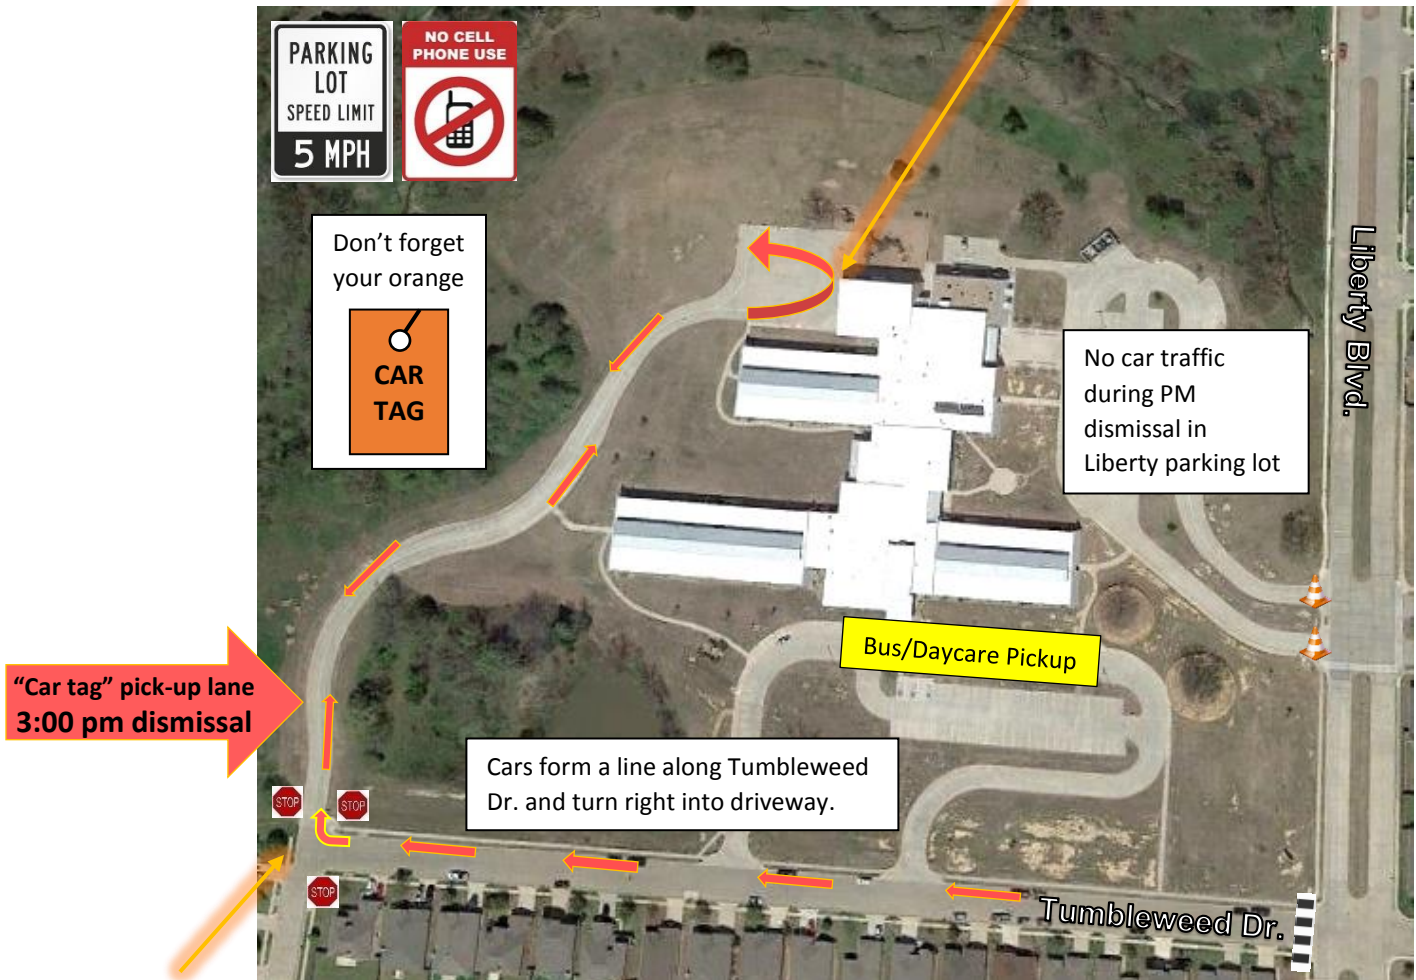 PARKING
LOT
SPEED LIMIT
5 MPH
NO CELL
PHONE USE
Don’t forget
your orange
CAR
TAG
Liberty Blvd.
No car traffic
during PM
dismissal in
Liberty parking lot
Bus/Daycare Pickup
“Car tag” pick-up lane
3:00 pm dismissal
Cars form a line along Tumbleweed
Dr. and turn right into driveway.
STOP
STOP
STOP
Tumbleweed Dr.